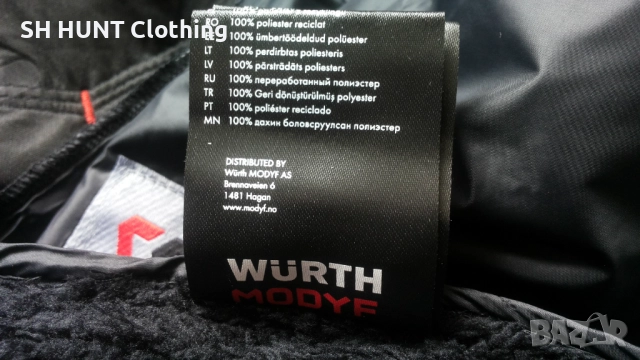 SH HUNT Clothing
RO 100% poliester reciclat
EE 100% ümbertöödeldud polüester
LT 100% perdirbtas poliesteris
LV 100% pārstrādāts poliesters
RU 100% переработанный полиэстер
TR 100% Geri dönüştürülmüş polyester
PT 100% poliéster reciclado
MN 100% дахин боловсруулсан полиэстер
-
DISTRIBUTED BY
Würth MODYF AS
Brennaveien 6
1481 Hagan
www.modyf.no
WÜRTH
MODYF
BAZAR